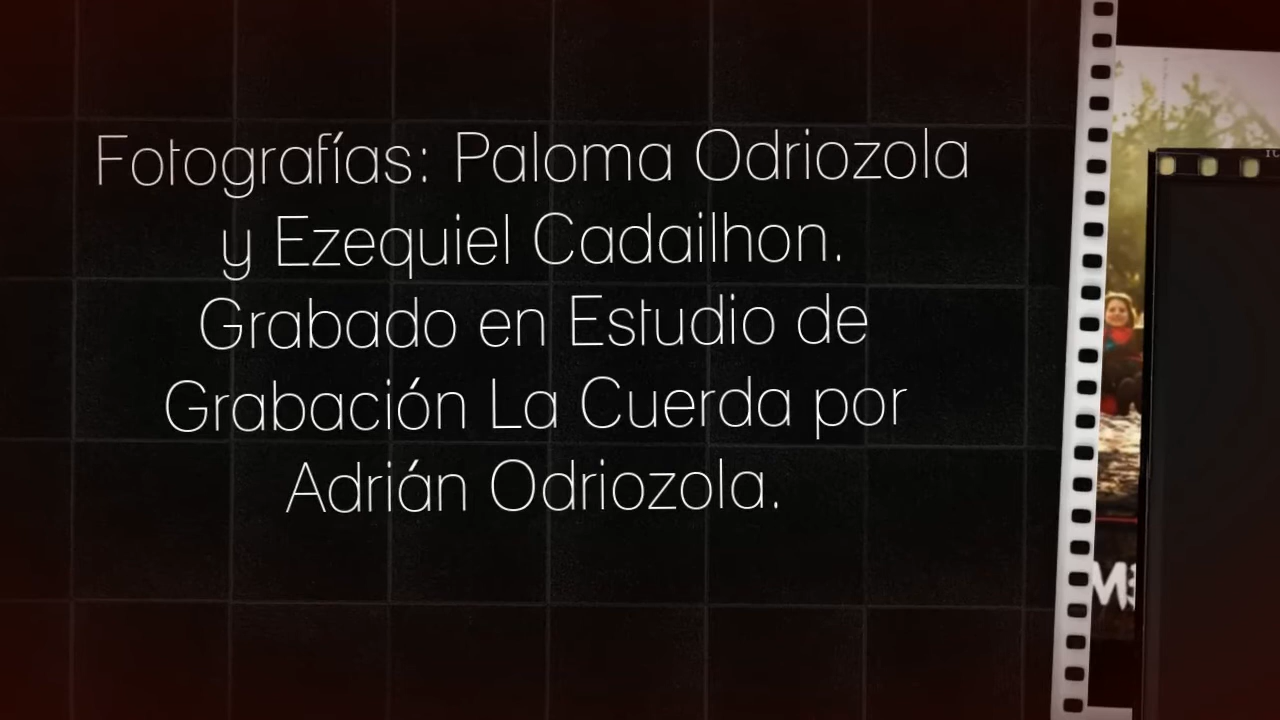 Fotografías: Paloma Odriozola
y Ezequiel Cadailhon.
Grabado en Estudio de
Grabación La Cuerda por
Adrián Odriozola.